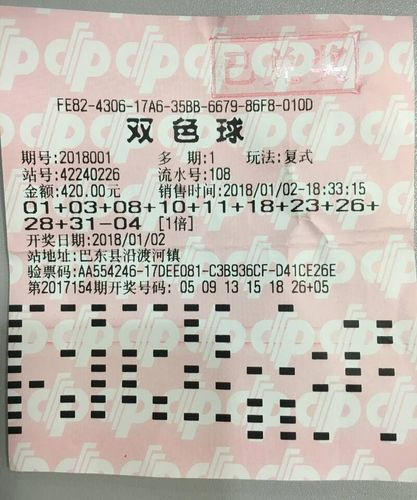 已兑奖
FE82-4306-17A6-35BB-6679-86F8-010D
双色球
期号:2018001 多期:1 玩法:复式
站号:42240226 流水号:108
金额:420.00元 销售时间:2018/01/02-18:33:15
01+03+08+10+11+18+23+26+
28+31-04 [1倍]
开奖日期:2018/01/02
站地址:巴东县沿渡河镇
验票码:AA554246-17DEE081-C3B936CF-D41CE26E
第2017154期开奖号码: 05 09 13 15 18 26+05